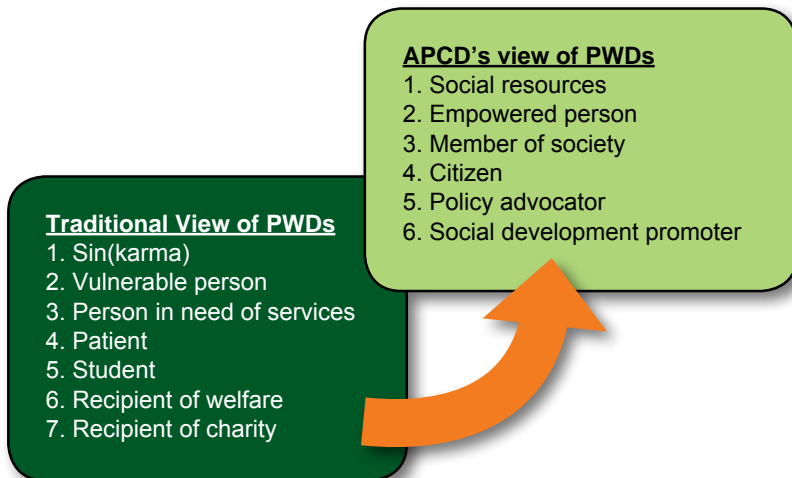 APCD's view of PWDs
1. Social resources
2. Empowered person
3. Member of society
4. Citizen
5. Policy advocator
6. Social development promoter
Traditional View of PWDs
1. Sin(karma)
2. Vulnerable person
3. Person in need of services
4. Patient
5. Student
6. Recipient of welfare
7. Recipient of charity